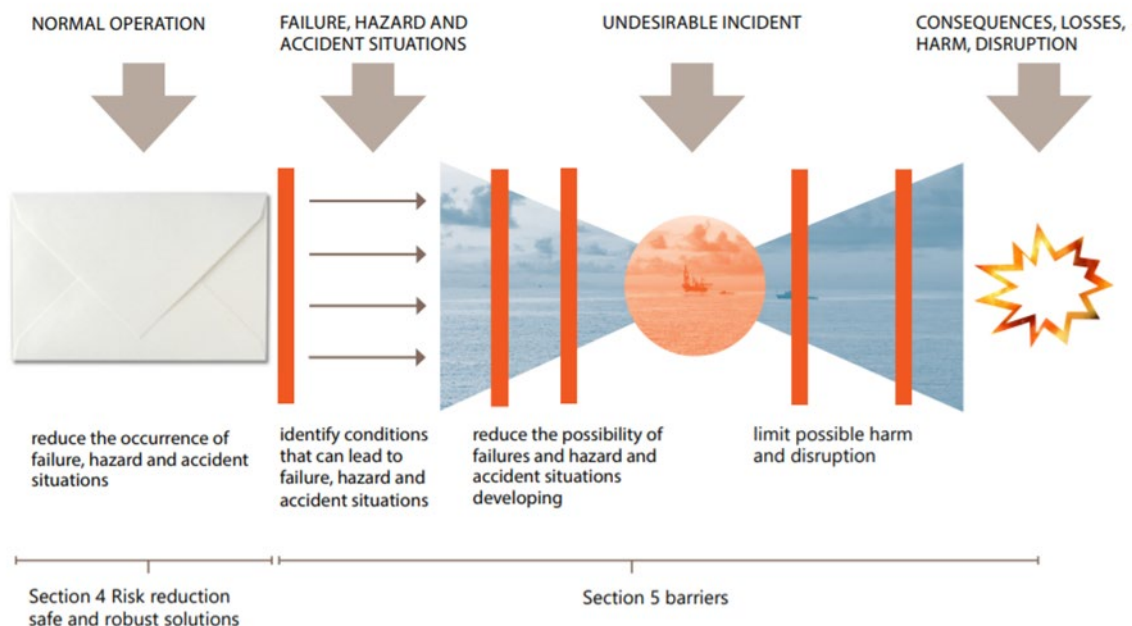 NORMAL OPERATION
FAILURE, HAZARD AND
ACCIDENT SITUATIONS
UNDESIRABLE INCIDENT
CONSEQUENCES, LOSSES,
HARM, DISRUPTION
reduce the occurrence of
failure, hazard and accident
situations
identify conditions
that can lead to
failure, hazard and
accident situations
reduce the possibility of
failures and hazard and
accident situations
developing
limit possible harm
and disruption
Section 4 Risk reduction
safe and robust solutions
Section 5 barriers